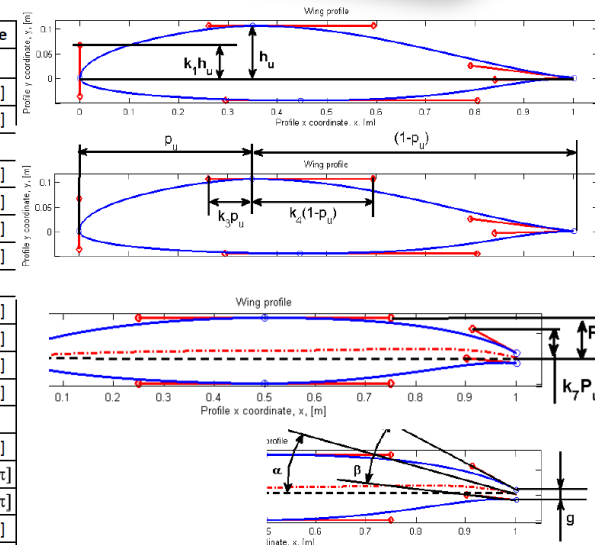 e
]
]
]
]
]
]
]
]
]
]
]
π]
π]
]
Wing profile
Profile y coordinate, y, [m]
0.1
0.05
0
k₁hᵤ
hᵤ
0 0.1 0.2 0.3 0.4 0.5 0.6 0.7 0.8 0.9 1
Profile x coordinate, x, [m]
pᵤ
(1-pᵤ)
Wing profile
Profile y coordinate, y, [m]
0.1
0.05
0
k₃pᵤ
k₄(1-pᵤ)
Wing profile
P
k₇Pᵤ
0.1 0.2 0.3 0.4 0.5 0.6 0.7 0.8 0.9 1
Profile x coordinate, x, [m]
profile
α
β
g
0.6 0.7 0.8 0.9 1
dinate, x, [m]